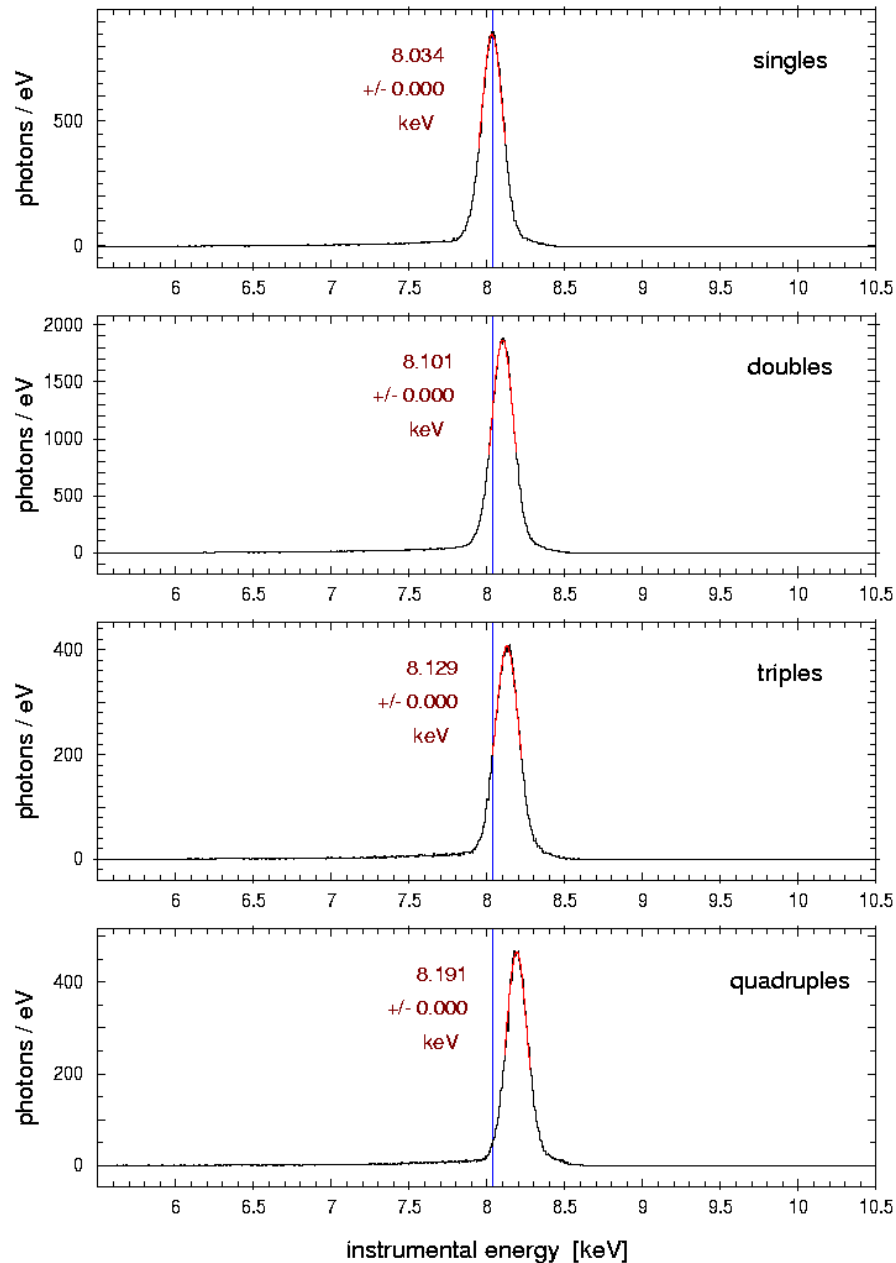 photons / eV
500
0
8.034
+/- 0.000
keV
singles
6 6.5 7 7.5 8 8.5 9 9.5 10 10.5
photons / eV
2000
1500
1000
500
0
8.101
+/- 0.000
keV
doubles
6 6.5 7 7.5 8 8.5 9 9.5 10 10.5
photons / eV
400
200
0
8.129
+/- 0.000
keV
triples
6 6.5 7 7.5 8 8.5 9 9.5 10 10.5
photons / eV
400
200
0
8.191
+/- 0.000
keV
quadruples
6 6.5 7 7.5 8 8.5 9 9.5 10 10.5
instrumental energy [keV]